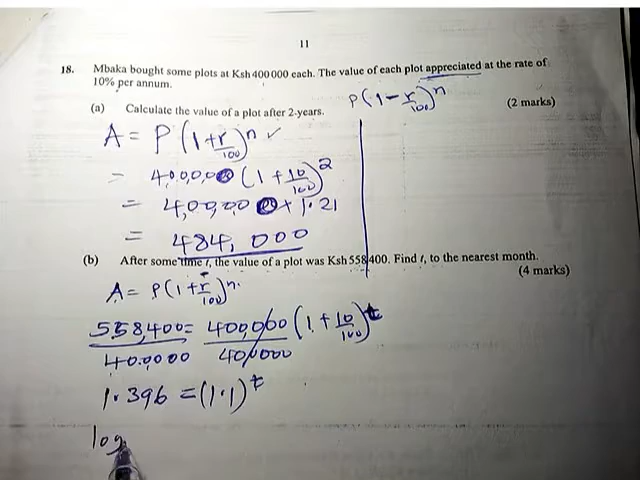 11
18. Mbaka bought some plots at Ksh 400 000 each. The value of each plot appreciated at the rate of
10% per annum.
P(1 - r/100)^n
(a) Calculate the value of a plot after 2 years. (2 marks)
A = P(1 + r/100)^n ✓
= 400,000(1 + 10/100)^2
= 400,000 × 1.21
= 484,000
(b) After some time t, the value of a plot was Ksh 558 400. Find t, to the nearest month.
(4 marks)
A = P(1 + r/100)^n.
558,400/400000 = 400,000/400000 (1 + 10/100)^t
1.396 = (1.1)^t
log